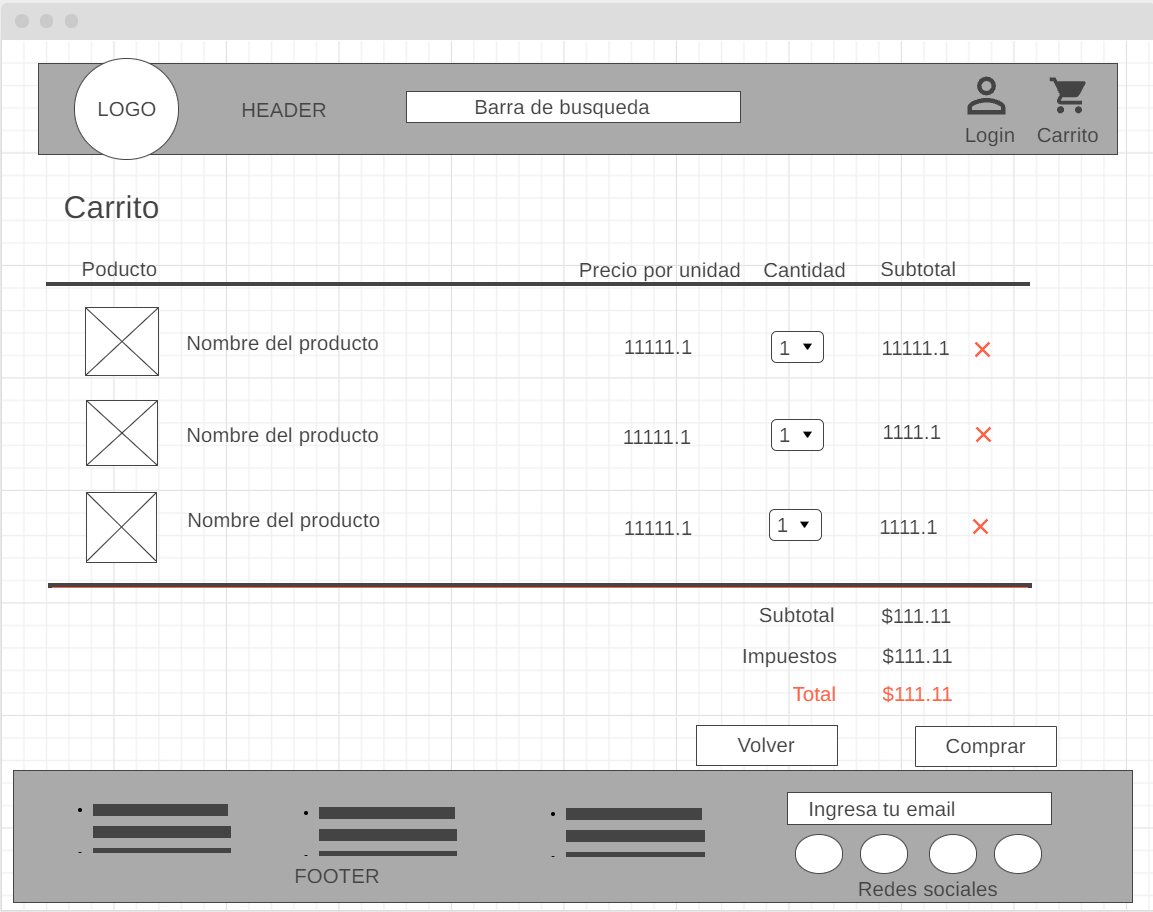 LOGO
HEADER
Barra de busqueda
Login
Carrito
Carrito
Poducto
Precio por unidad
Cantidad
Subtotal
Nombre del producto
11111.1
1
11111.1
Nombre del producto
11111.1
1
1111.1
Nombre del producto
11111.1
1
1111.1
Subtotal
$111.11
Impuestos
$111.11
Total
$111.11
Volver
Comprar
Ingresa tu email
FOOTER
Redes sociales